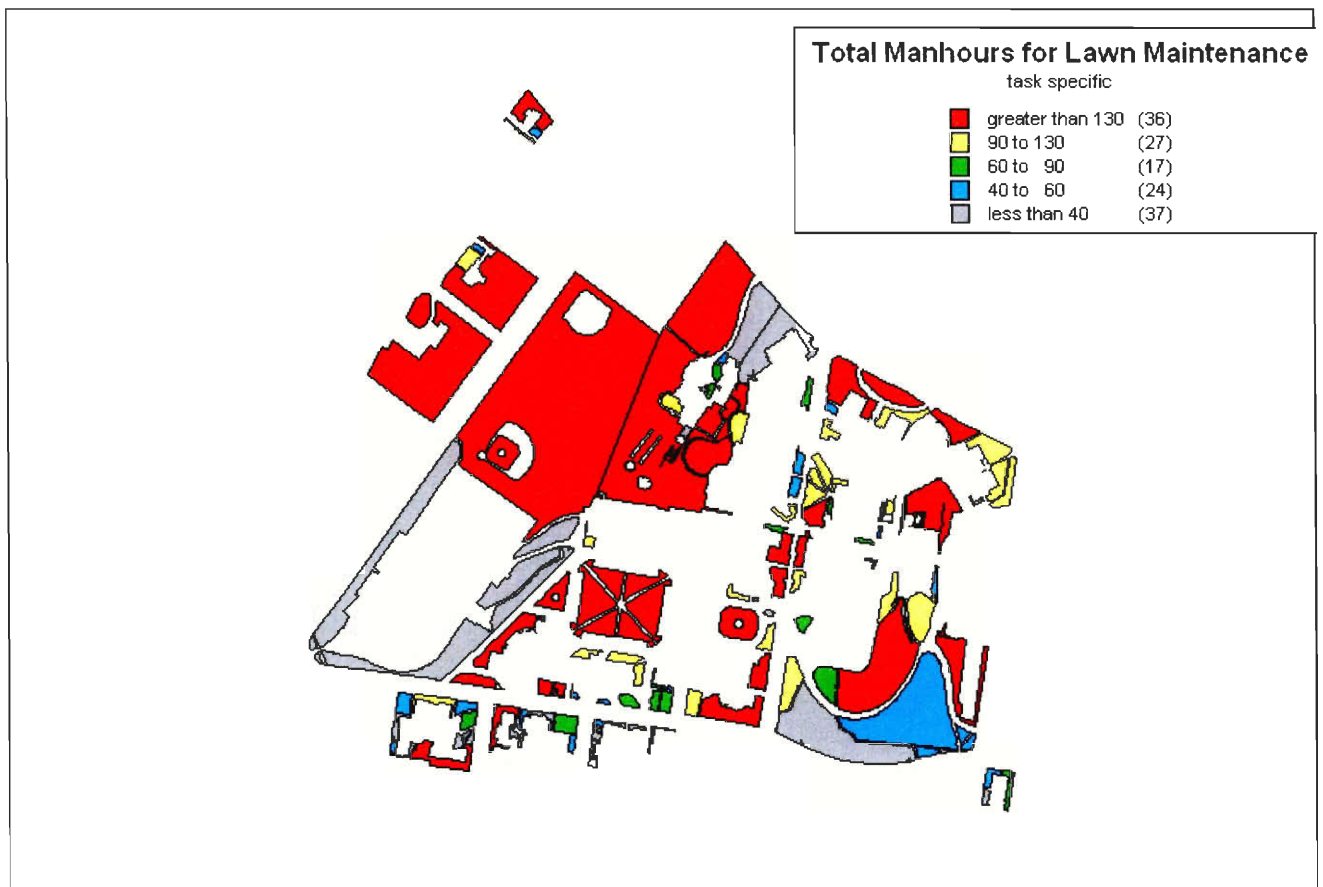 Total Manhours for Lawn Maintenance
task specific
greater than 130 (36)
90 to 130 (27)
60 to 90 (17)
40 to 60 (24)
less than 40 (37)